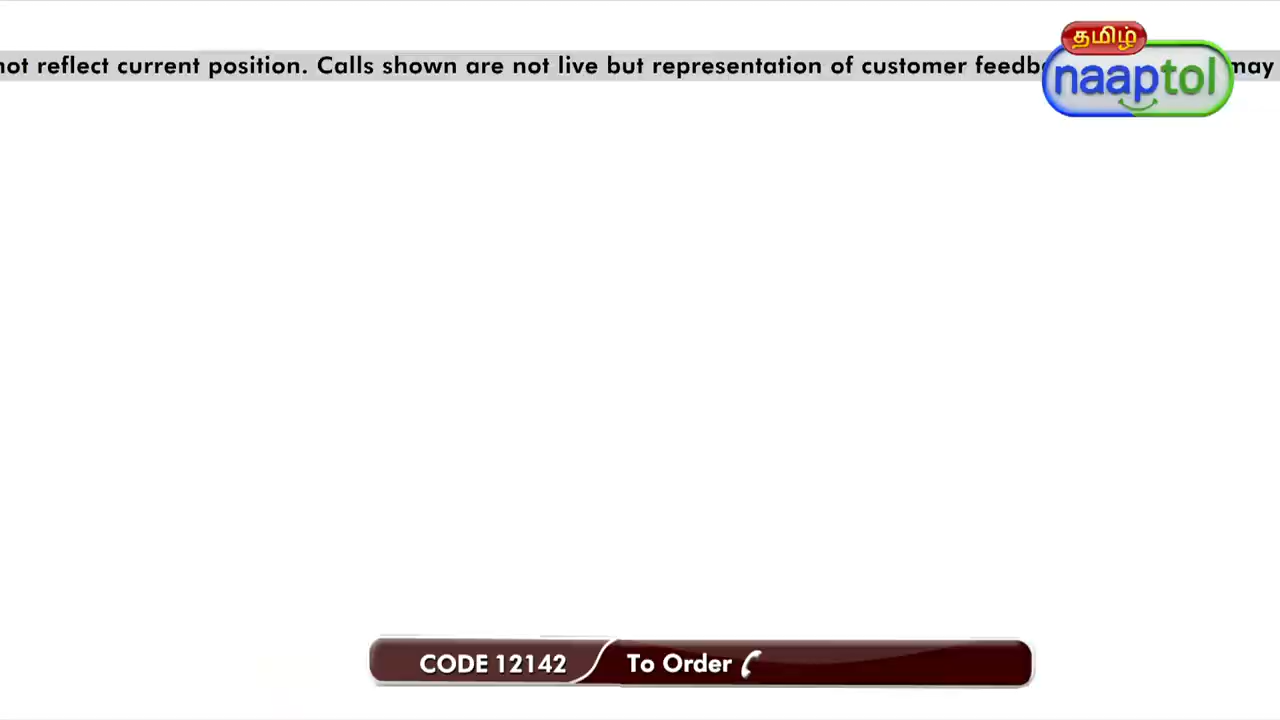 தமிழ்
not reflect current position. Calls shown are not live but representation of customer may
naaptol
CODE 12142 To Order